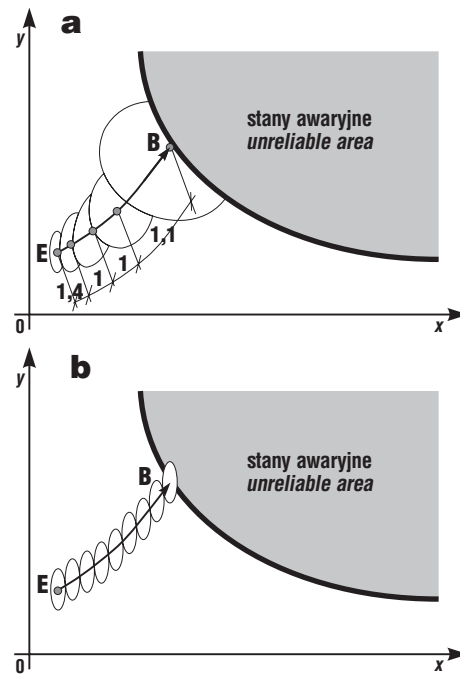 a
y
stany awaryjne
unreliable area
B
E
1,4
1
1
1,1
0
x
b
y
stany awaryjne
unreliable area
B
E
0
x